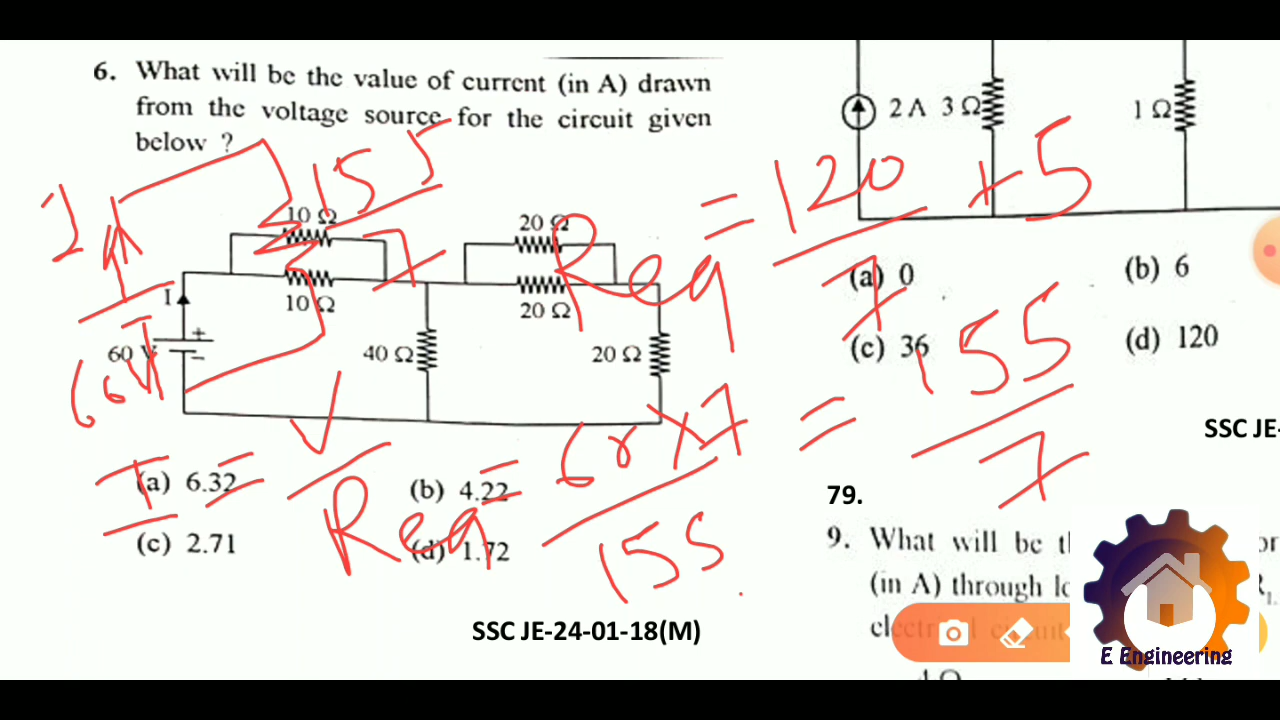 6. What will be the value of current (in A) drawn
from the voltage source for the circuit given
below ?
10 Ω
10 Ω
20 Ω
20 Ω
I
+
60 V
−
40 Ω
20 Ω
(a) 6.32
(b) 4.22
(c) 2.71
(d) 1.72
SSC JE-24-01-18(M)
I
60V
155
7
I = V
Req
= 60 × 7
155
Req = 120 + 5
7
= 155
7
2 A 3 Ω
1 Ω
(a) 0
(b) 6
(c) 36
(d) 120
SSC JE-
79.
9. What will be
(in A) through
E Engineering